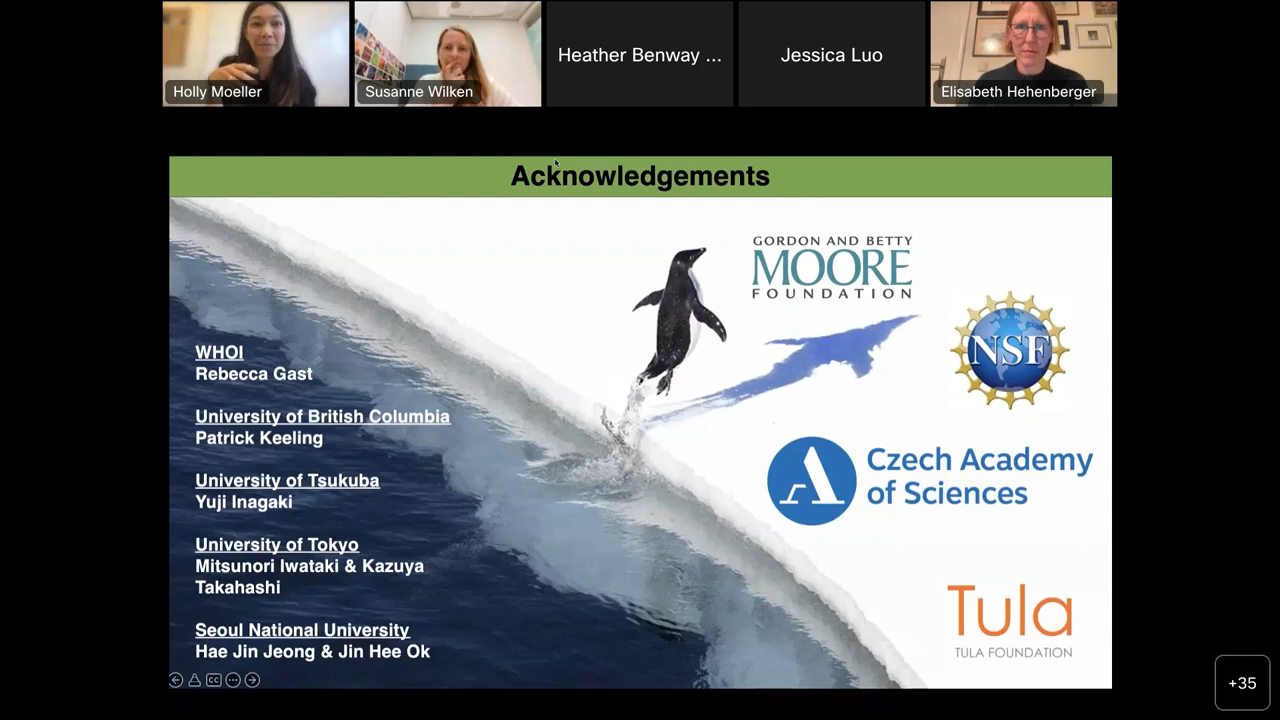 Holly Moeller
Susanne Wilken
Heather Benway ...
Jessica Luo
Elisabeth Hehenberger
Acknowledgements
GORDON AND BETTY
MOORE
FOUNDATION
NSF
WHOI
Rebecca Gast
University of British Columbia
Patrick Keeling
Czech Academy
of Sciences
University of Tsukuba
Yuji Inagaki
University of Tokyo
Mitsunori Iwataki & Kazuya
Takahashi
Tula
TULA FOUNDATION
Seoul National University
Hae Jin Jeong & Jin Hee Ok
CC
+35